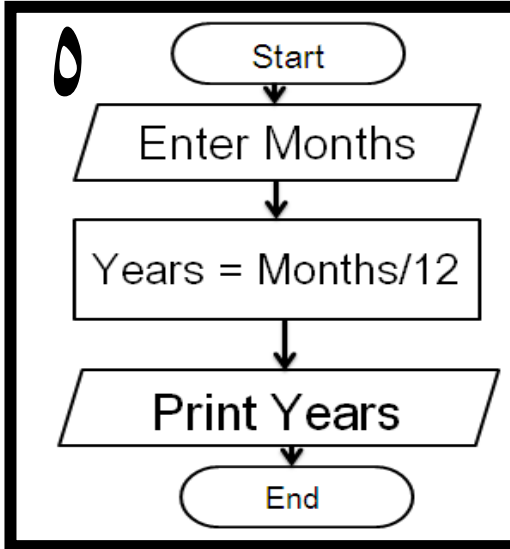 ٥
Start
Enter Months
Years = Months/12
Print Years
End